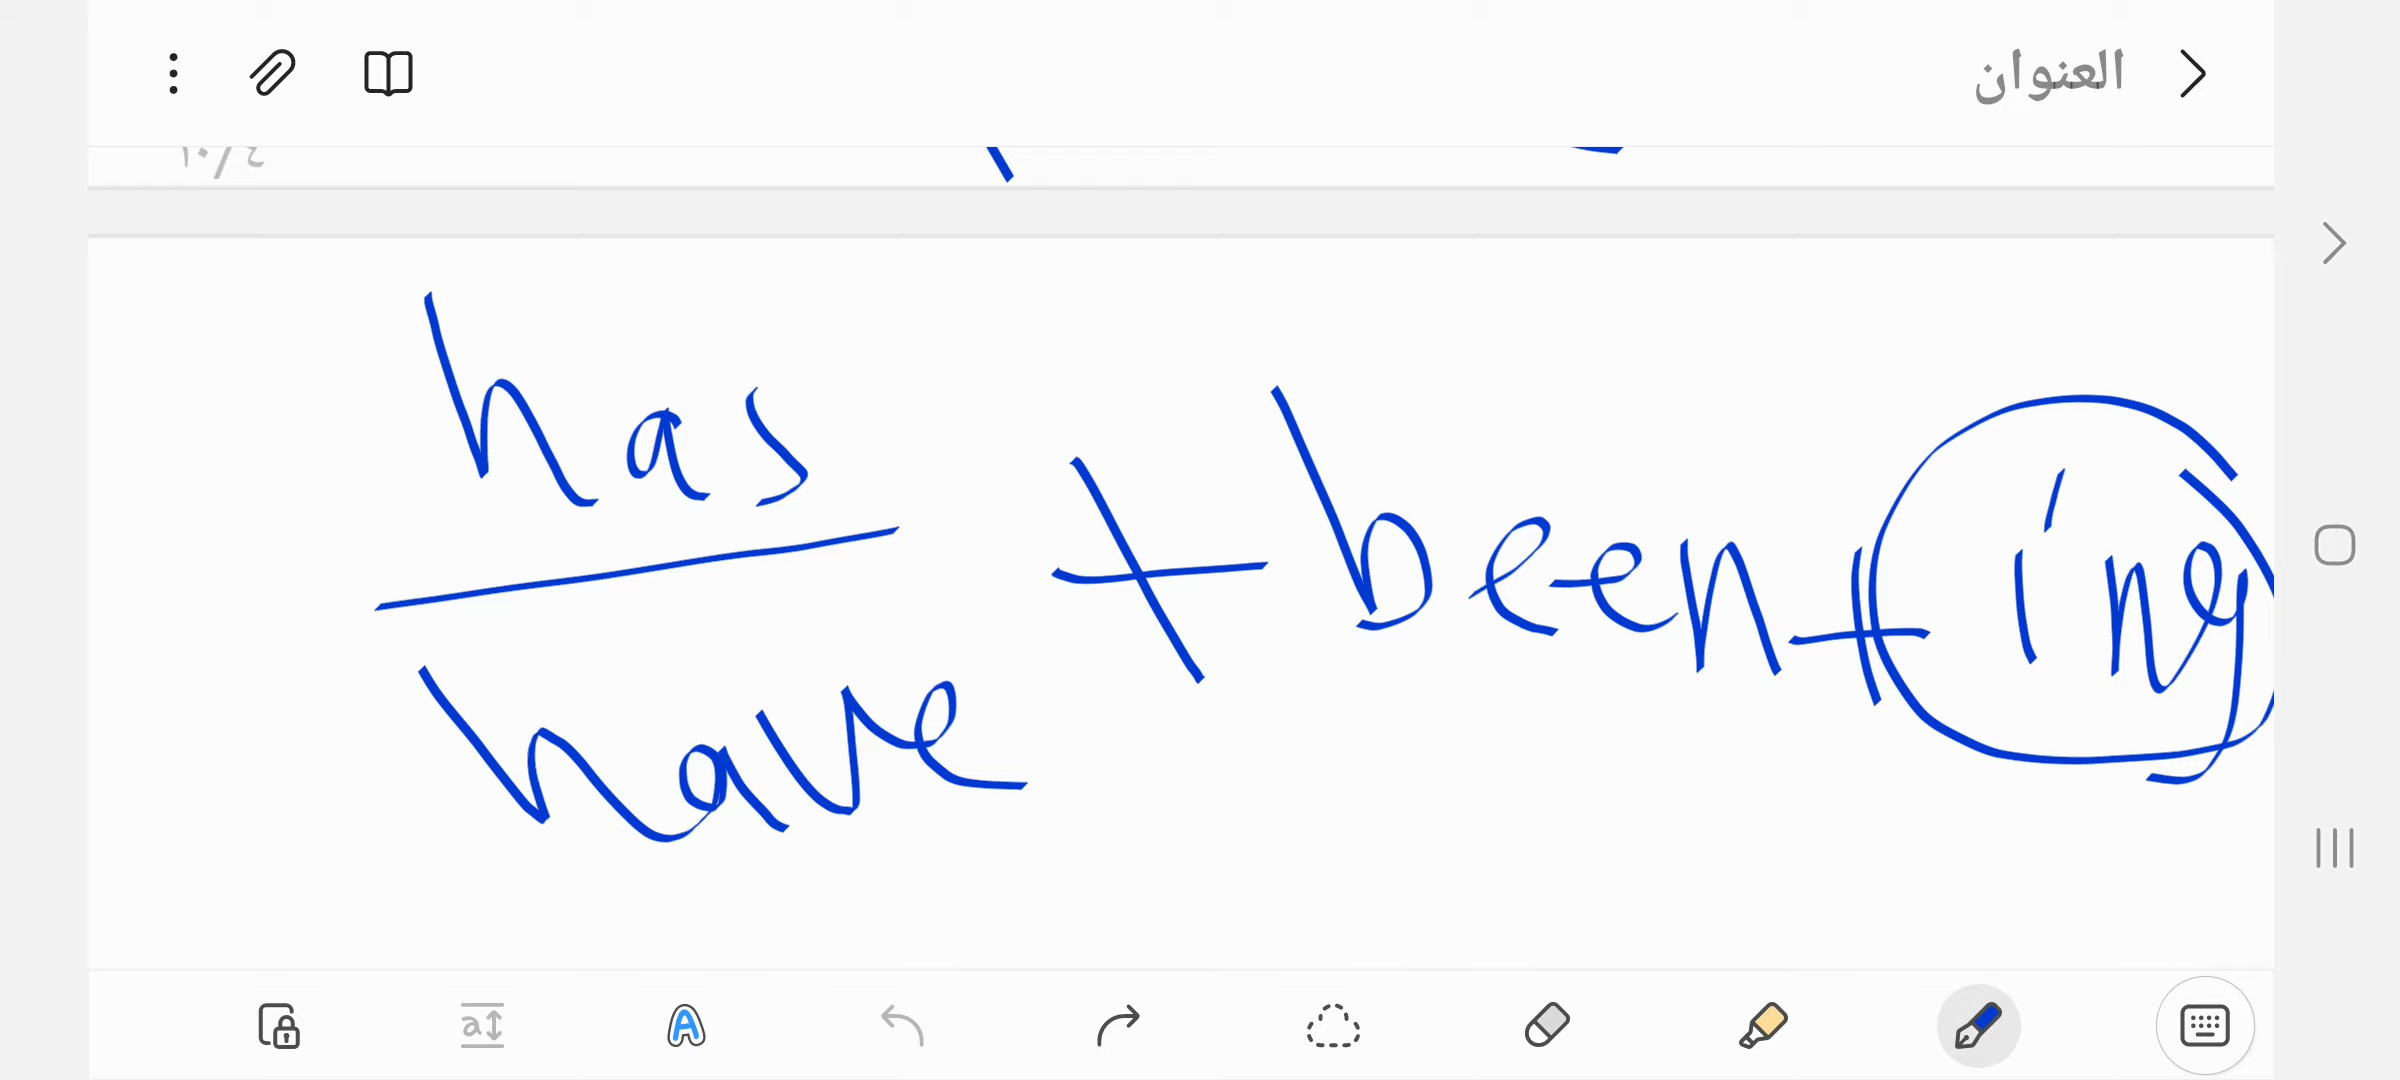 العنوان
has
+ been + ing
have